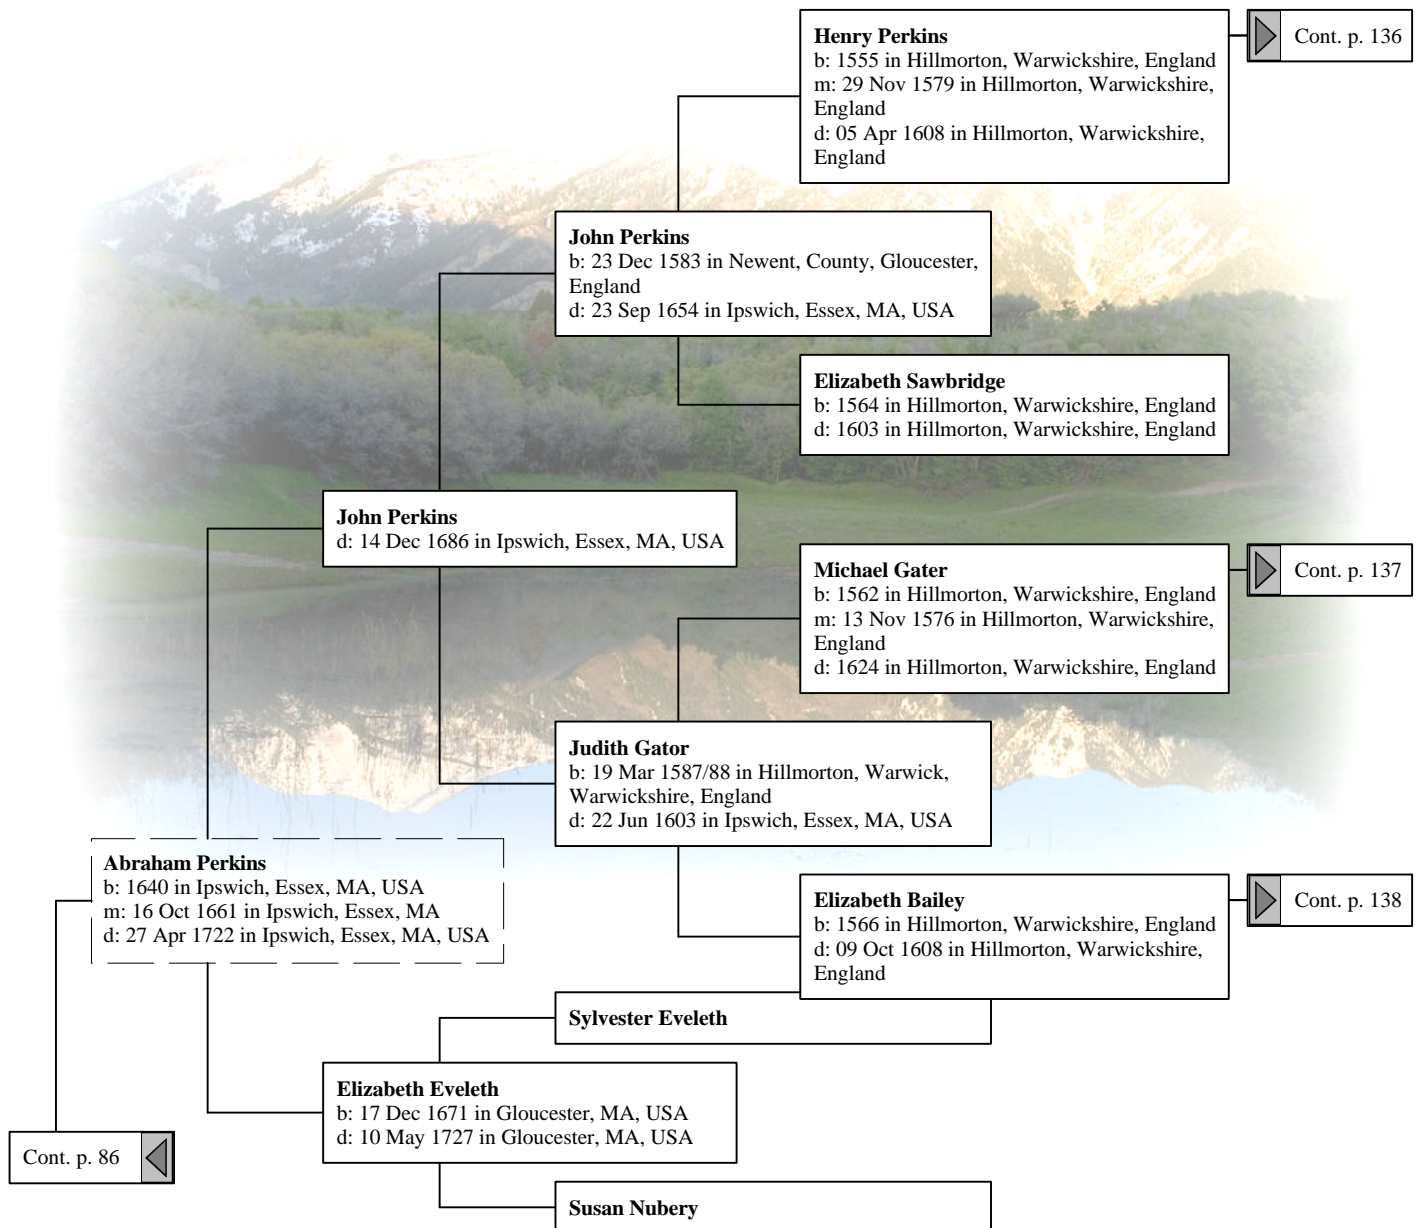 Henry Perkins
b: 1555 in Hillmorton, Warwickshire, England
m: 29 Nov 1579 in Hillmorton, Warwickshire,
England
d: 05 Apr 1608 in Hillmorton, Warwickshire,
England
Cont. p. 136
John Perkins
b: 23 Dec 1583 in Newent, County, Gloucester,
England
d: 23 Sep 1654 in Ipswich, Essex, MA, USA
Elizabeth Sawbridge
b: 1564 in Hillmorton, Warwickshire, England
d: 1603 in Hillmorton, Warwickshire, England
John Perkins
d: 14 Dec 1686 in Ipswich, Essex, MA, USA
Michael Gater
b: 1562 in Hillmorton, Warwickshire, England
m: 13 Nov 1576 in Hillmorton, Warwickshire,
England
d: 1624 in Hillmorton, Warwickshire, England
Cont. p. 137
Judith Gator
b: 19 Mar 1587/88 in Hillmorton, Warwick,
Warwickshire, England
d: 22 Jun 1603 in Ipswich, Essex, MA, USA
Abraham Perkins
b: 1640 in Ipswich, Essex, MA, USA
m: 16 Oct 1661 in Ipswich, Essex, MA
d: 27 Apr 1722 in Ipswich, Essex, MA, USA
Elizabeth Bailey
b: 1566 in Hillmorton, Warwickshire, England
d: 09 Oct 1608 in Hillmorton, Warwickshire,
England
Cont. p. 138
Sylvester Eveleth
Elizabeth Eveleth
b: 17 Dec 1671 in Gloucester, MA, USA
d: 10 May 1727 in Gloucester, MA, USA
Cont. p. 86
Susan Nubery